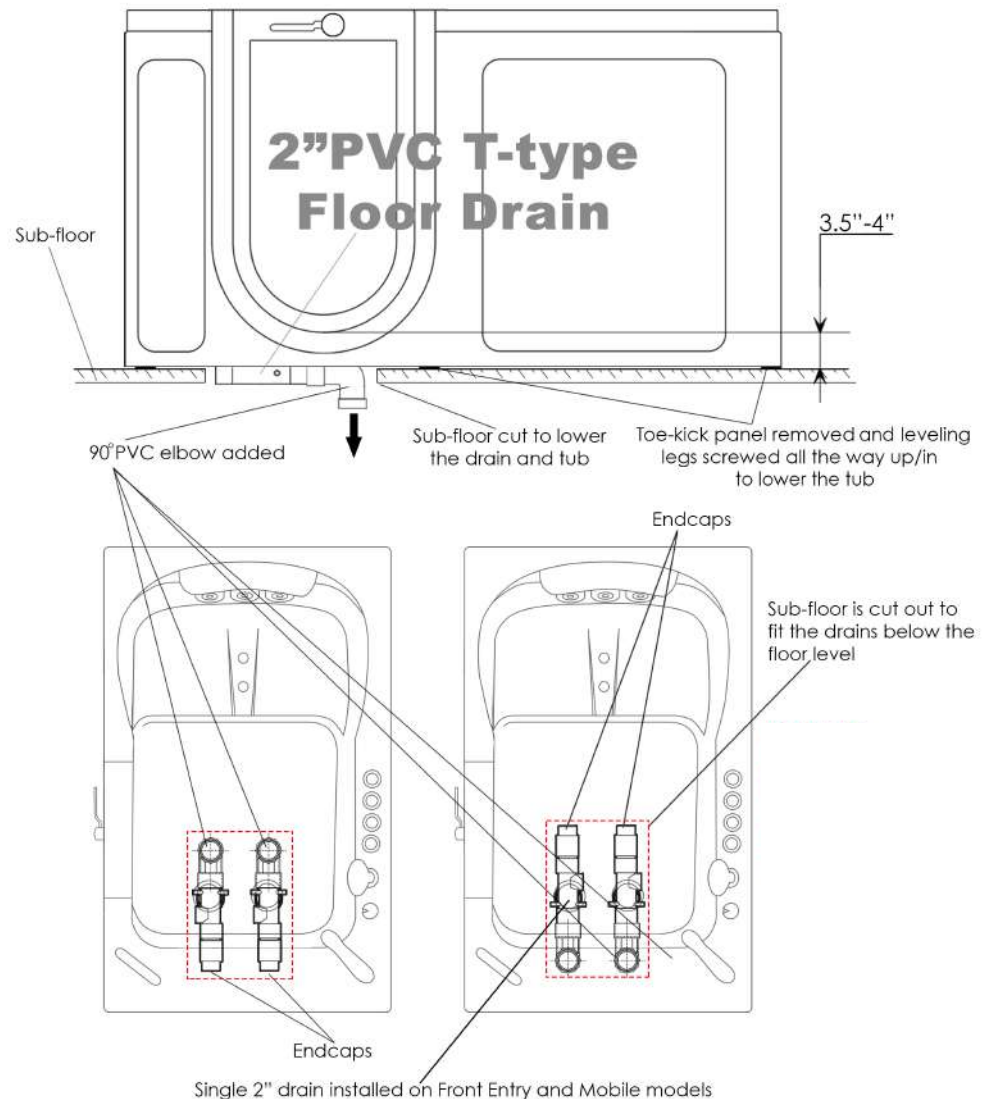 2”PVC T-type
Floor Drain
Sub-floor
3.5”-4”
90°PVC elbow added
Sub-floor cut to lower
the drain and tub
Toe-kick panel removed and leveling
legs screwed all the way up/in
to lower the tub
Endcaps
Sub-floor is cut out to
fit the drains below the
floor level
Endcaps
Single 2” drain installed on Front Entry and Mobile models